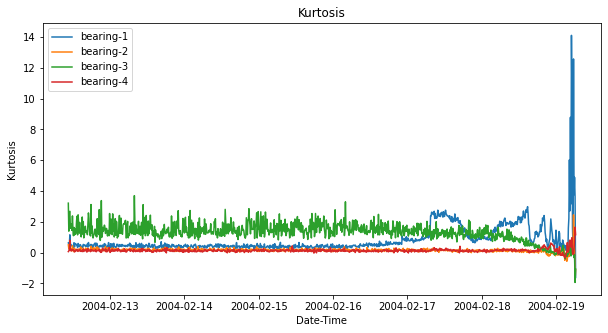 Kurtosis
bearing-1
bearing-2
bearing-3
bearing-4
Kurtosis
14
12
10
8
6
4
2
0
−2
2004-02-13 2004-02-14 2004-02-15 2004-02-16 2004-02-17 2004-02-18 2004-02-19
Date-Time